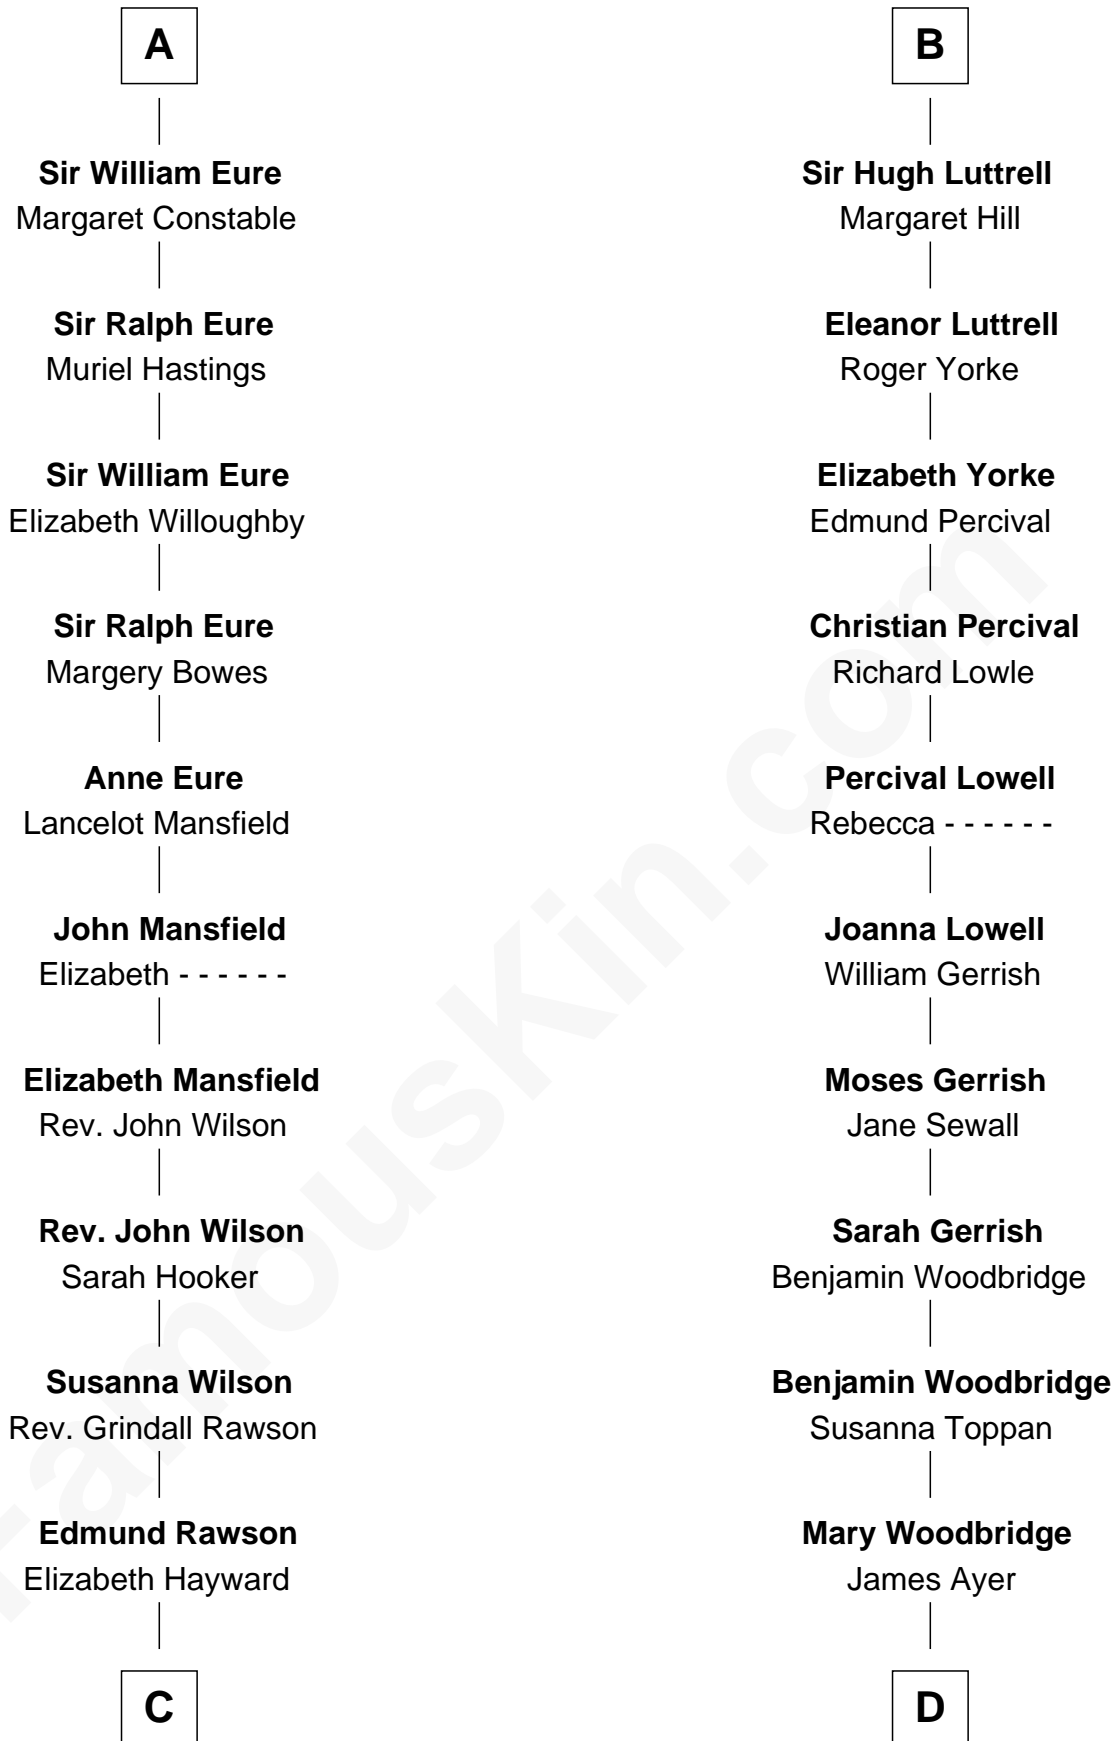 A
Sir William Eure
Margaret Constable
Sir Ralph Eure
Muriel Hastings
Sir William Eure
Elizabeth Willoughby
Sir Ralph Eure
Margery Bowes
Anne Eure
Lancelot Mansfield
John Mansfield
Elizabeth - - - - - -
Elizabeth Mansfield
Rev. John Wilson
Rev. John Wilson
Sarah Hooker
Susanna Wilson
Rev. Grindall Rawson
Edmund Rawson
Elizabeth Hayward
C
B
Sir Hugh Luttrell
Margaret Hill
Eleanor Luttrell
Roger Yorke
Elizabeth Yorke
Edmund Percival
Christian Percival
Richard Lowle
Percival Lowell
Rebecca - - - - - -
Joanna Lowell
William Gerrish
Moses Gerrish
Jane Sewall
Sarah Gerrish
Benjamin Woodbridge
Benjamin Woodbridge
Susanna Toppan
Mary Woodbridge
James Ayer
D
FamousKin.com